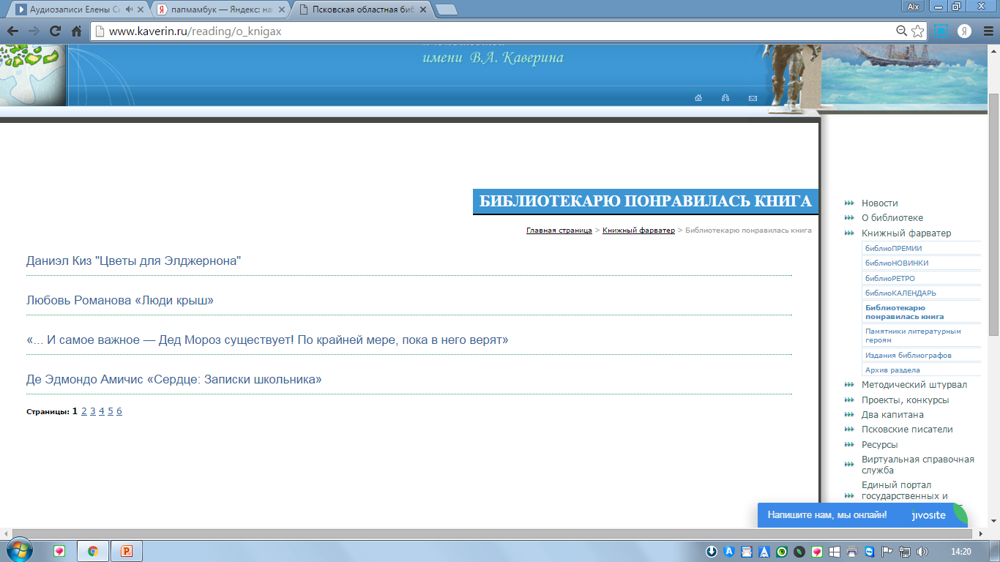 Аудиозаписи Елены Сі
папмамбук — Яндекс: на
Псковская областная биб
Alx
www.kaverin.ru/reading/o_knigax
Я
имени В.А. Каверина
БИБЛИОТЕКАРЮ ПОНРАВИЛАСЬ КНИГА
Главная страница > Книжный фарватер > Библиотекарю понравилась книга
Даниэл Киз "Цветы для Элджернона"
Любовь Романова «Люди крыш»
«... И самое важное — Дед Мороз существует! По крайней мере, пока в него верят»
Де Эдмондо Амичис «Сердце: Записки школьника»
Страницы: 1 2 3 4 5 6
Новости
О библиотеке
Книжный фарватер
библиоПРЕМИИ
библиоНОВИНКИ
библиоРЕТРО
библиоКАЛЕНДАРЬ
Библиотекарю
понравилась книга
Памятники литературным
героям
Издания библиографов
Архив раздела
Методический штурвал
Проекты, конкурсы
Два капитана
Псковские писатели
Ресурсы
Виртуальная справочная
служба
Единый портал
государственных и
Напишите нам, мы онлайн!
jivosite
14:20